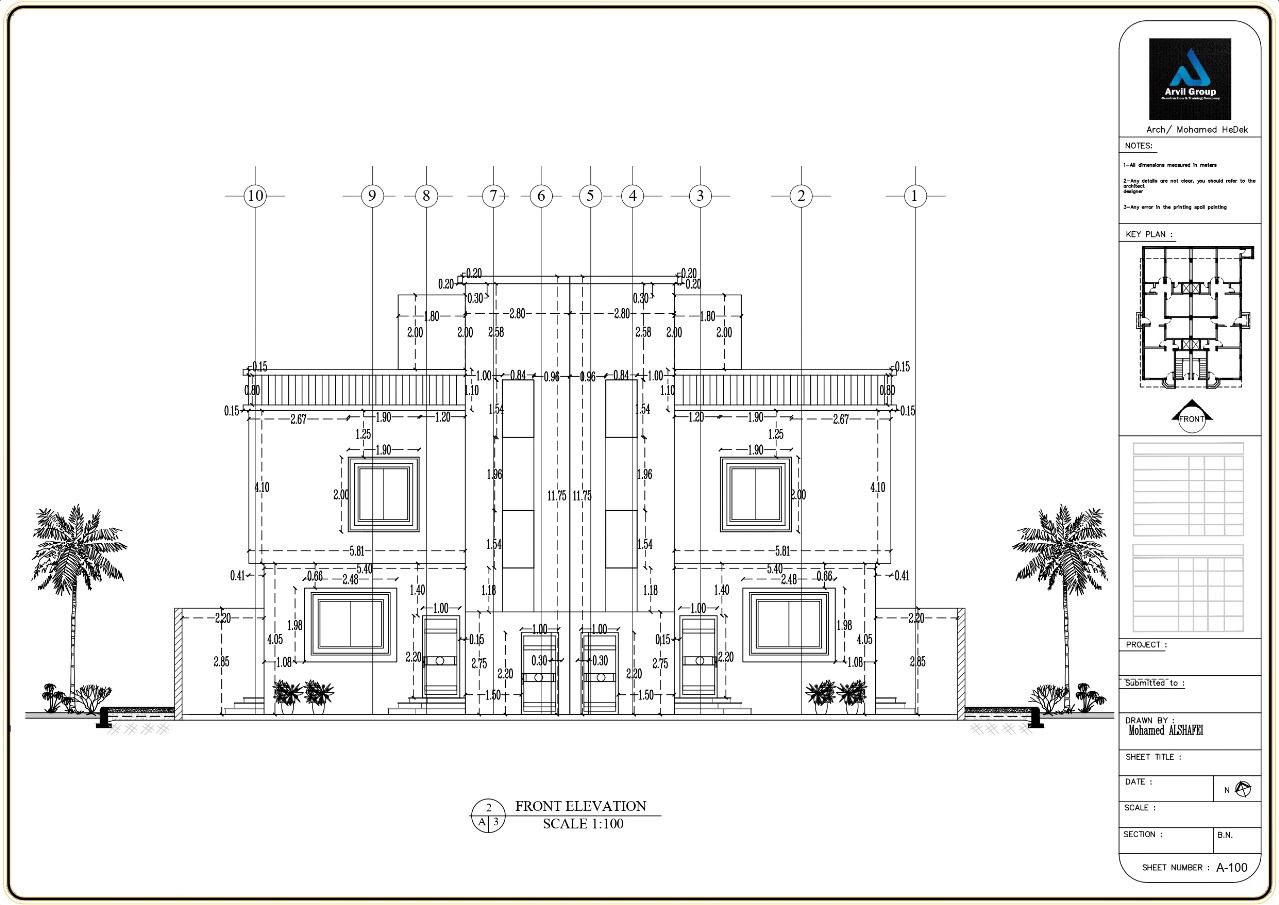 10 9 8 7 6 5 4 3 2 1
0.20 0.20
0.20 0.20
0.30 0.30
1.80 2.80 2.80 1.80
2.00 2.00 2.58 2.58 2.00 2.00
0.15 0.15
1.00 0.84 0.96 0.96 0.84 1.00
0.80 1.10 1.10 0.80
0.15 2.67 1.90 1.20 1.54 1.54 1.20 1.90 2.67 0.15
1.25 1.25
1.90 1.90
4.10 2.00 1.96 11.75 11.75 1.96 2.00 4.10
5.81 1.54 1.54 5.81
5.40 5.40
0.41 0.66 2.48 1.40 1.18 1.18 1.40 2.48 0.66 0.41
2.20 1.00 1.00 2.20
1.98 1.00 1.00 1.98
4.05 0.15 0.15 4.05
2.85 1.08 2.20 2.75 0.30 0.30 2.75 2.20 1.08 2.85
2.20 2.20
1.50 1.50
2
A 3
FRONT ELEVATION
SCALE 1:100
Arvil Group
Construction & Training Company
Arch/ Mohamed HeDek
NOTES:
1-All dimensions measured in meters
2-Any details are not clear, you should refer to the
architect
designer
3-Any error in the printing spoil pointing
KEY PLAN :
FRONT
PROJECT :
Submitted to :
DRAWN BY :
Mohamed ALSHAFEI
SHEET TITLE :
DATE :
N
SCALE :
SECTION :
B.N.
SHEET NUMBER : A-100